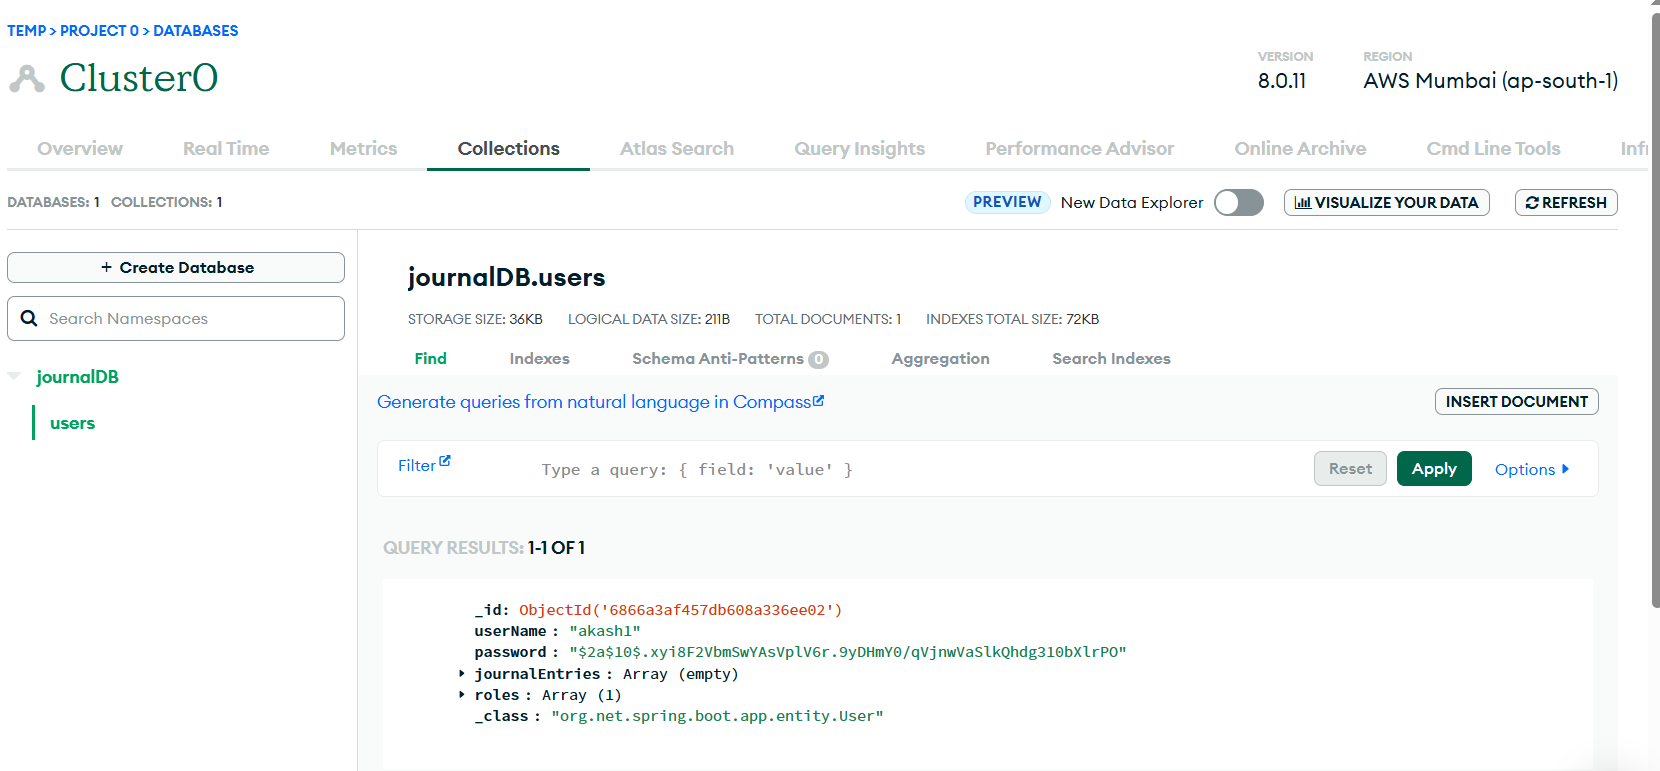 TEMP > PROJECT 0 > DATABASES
Cluster0
VERSION
8.0.11
REGION
AWS Mumbai (ap-south-1)
Overview Real Time Metrics Collections Atlas Search Query Insights Performance Advisor Online Archive Cmd Line Tools
DATABASES: 1 COLLECTIONS: 1
PREVIEW New Data Explorer VISUALIZE YOUR DATA REFRESH
+ Create Database
Search Namespaces
journalDB
users
journalDB.users
STORAGE SIZE: 36KB LOGICAL DATA SIZE: 211B TOTAL DOCUMENTS: 1 INDEXES TOTAL SIZE: 72KB
Find Indexes Schema Anti-Patterns 0 Aggregation Search Indexes
Generate queries from natural language in Compass
INSERT DOCUMENT
Filter Type a query: { field: 'value' } Reset Apply Options
QUERY RESULTS: 1-1 OF 1
_id: ObjectId('6866a3af457db608a336ee02')
userName : "akash1"
password : "$2a$10$.xyi8F2VbmSwYAsVplV6r.9yDHmY0/qVjnwVaSlkQhdg310bXlrPO"
journalEntries : Array (empty)
roles : Array (1)
_class : "org.net.spring.boot.app.entity.User"